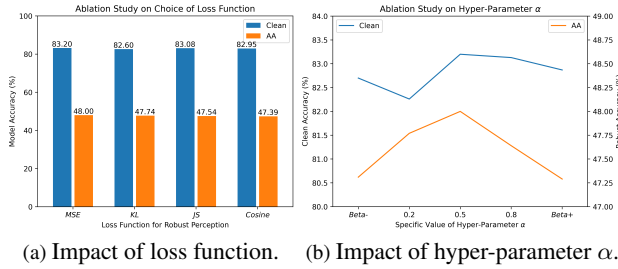 Ablation Study on Choice of Loss Function
Model Accuracy (%)
100
80
60
40
20
0
Clean
AA
83.20
82.60
83.08
82.95
48.00
47.74
47.54
47.39
MSE
KL
JS
Cosine
Loss Function for Robust Perception
(a) Impact of loss function.
Ablation Study on Hyper-Parameter α
Clean Accuracy (%)
84.0
83.5
83.0
82.5
82.0
81.5
81.0
80.5
80.0
Clean
AA
49.00
48.75
48.50
48.25
48.00
47.75
47.50
47.25
47.00
Beta-
0.2
0.5
0.8
Beta+
Specific Value of Hyper-Parameter α
(b) Impact of hyper-parameter α.